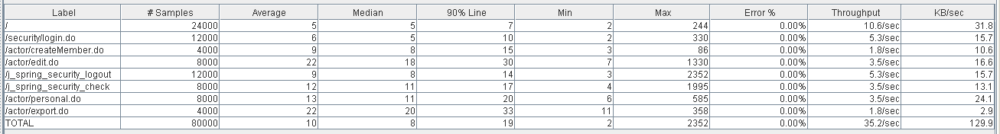 Label # Samples Average Median 90% Line Min Max Error % Throughput KB/sec
/ 24000 5 5 7 2 244 0.00% 10.6/sec 31.8
/security/login.do 12000 6 5 10 2 330 0.00% 5.3/sec 15.7
/actor/createMember.do 4000 9 8 15 3 86 0.00% 1.8/sec 10.6
/actor/edit.do 8000 22 18 30 7 1330 0.00% 3.5/sec 16.6
/j_spring_security_logout 12000 9 8 14 3 2352 0.00% 5.3/sec 15.7
/j_spring_security_check 8000 12 11 17 4 1995 0.00% 3.5/sec 13.1
/actor/personal.do 8000 13 11 20 6 585 0.00% 3.5/sec 24.1
/actor/export.do 4000 22 20 33 11 358 0.00% 1.8/sec 2.9
TOTAL 80000 10 8 19 2 2352 0.00% 35.2/sec 129.9